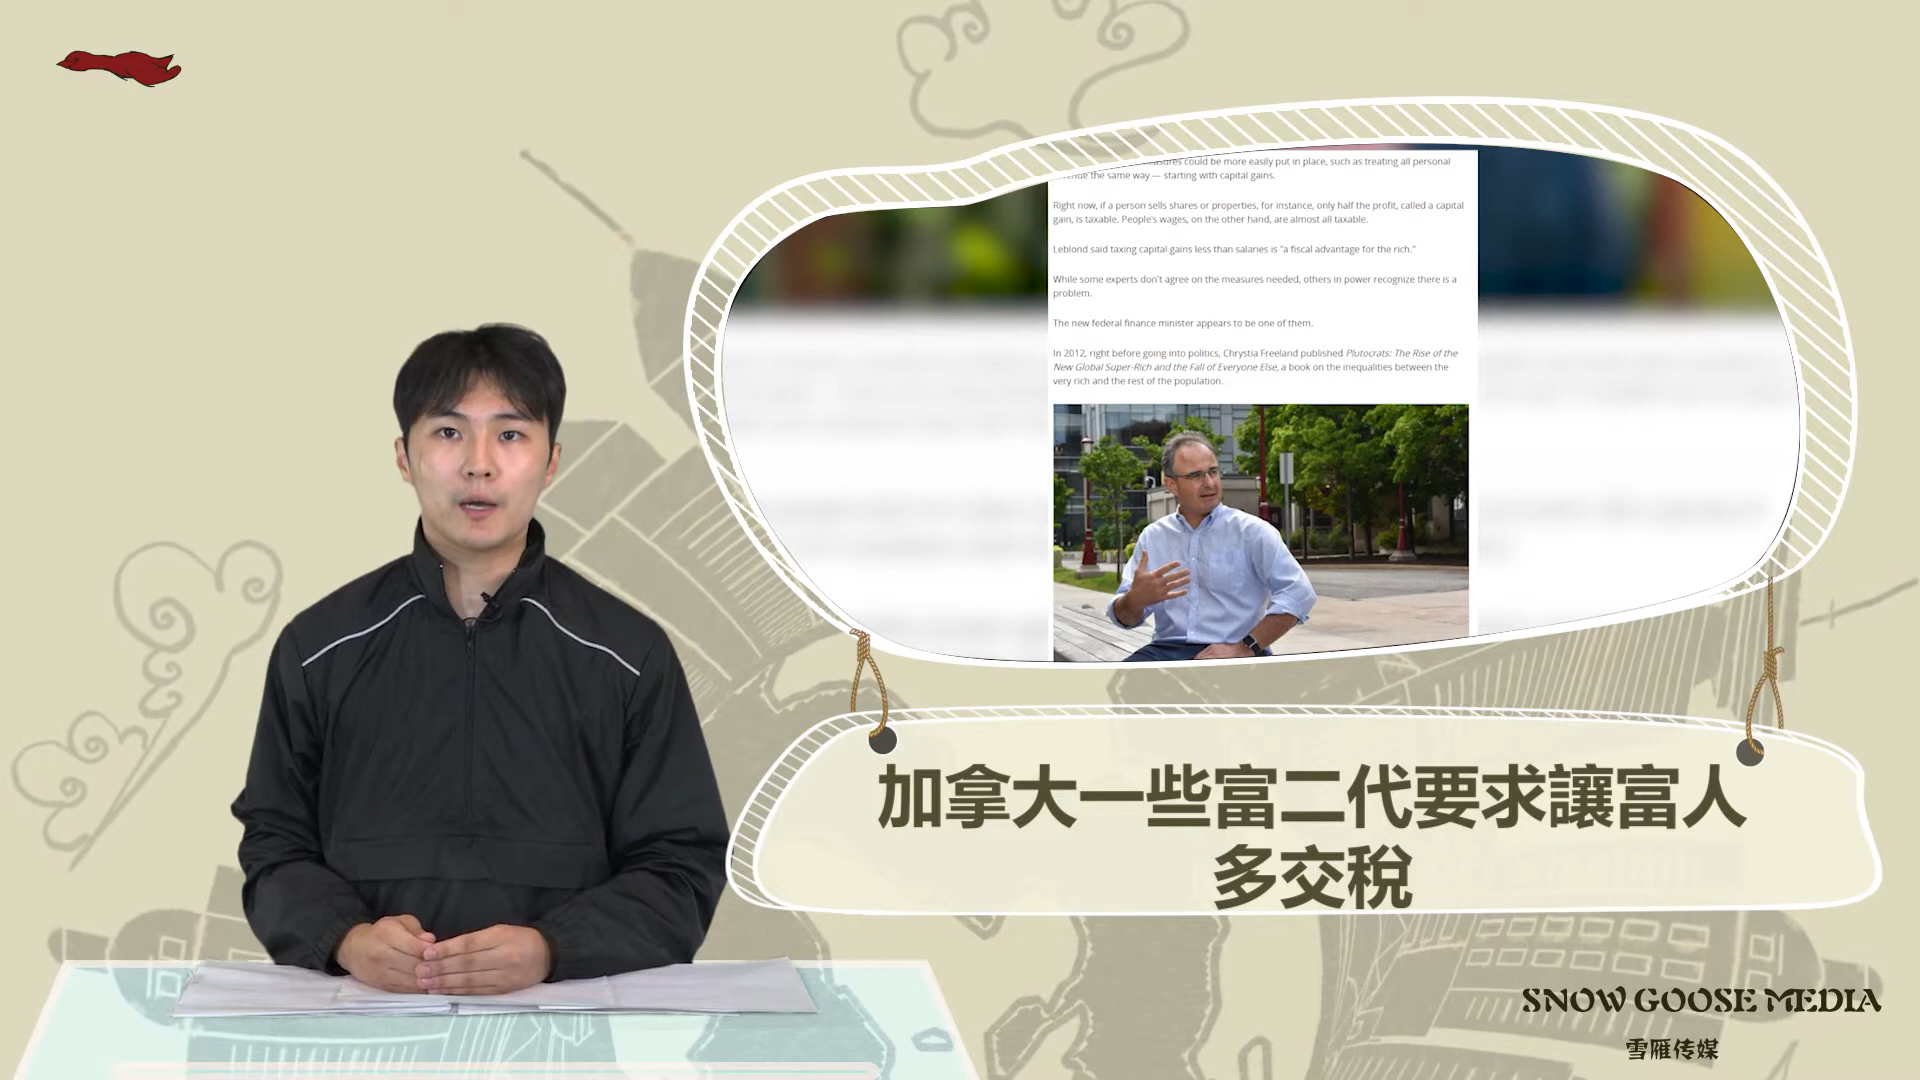 could be more easily put in place, such as treating all personal
the same way — starting with capital gains.
Right now, if a person sells shares or properties, for instance, only half the profit, called a capital
gain, is taxable. People's wages, on the other hand, are almost all taxable.
Leblond said taxing capital gains less than salaries is "a fiscal advantage for the rich."
While some experts don't agree on the measures needed, others in power recognize there is a
problem.
The new federal finance minister appears to be one of them.
In 2012, right before going into politics, Chrystia Freeland published Plutocrats: The Rise of the
New Global Super-Rich and the Fall of Everyone Else, a book on the inequalities between the
very rich and the rest of the population.
加拿大一些富二代要求讓富人
多交稅
SNOW GOOSE MEDIA
雪雁传媒